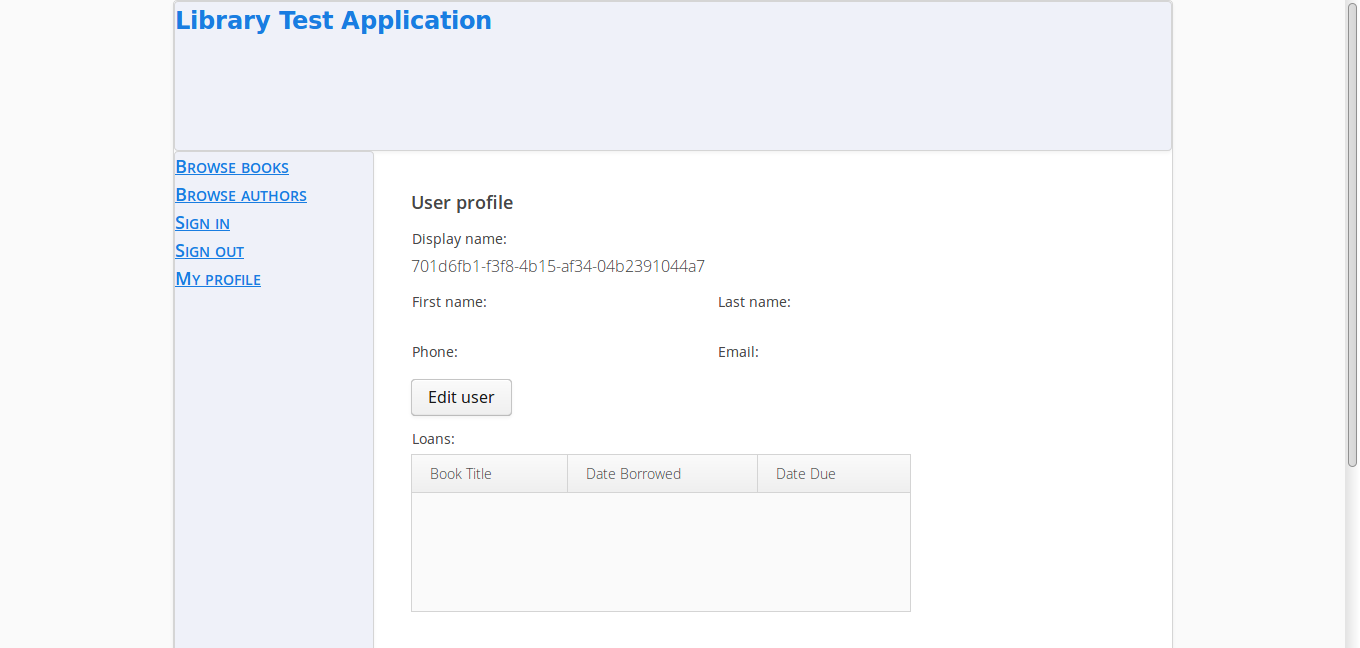 Library Test Application
Browse books
Browse authors
Sign in
Sign out
My profile
User profile
Display name:
701d6fb1-f3f8-4b15-af34-04b2391044a7
First name: Last name:
Phone: Email:
Edit user
Loans:
Book Title Date Borrowed Date Due